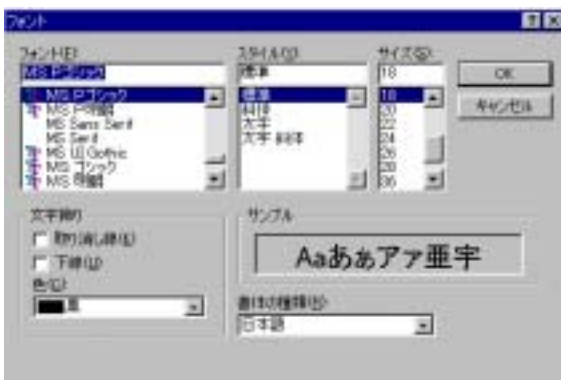 フォント
フォント(F):
スタイル(Y):
サイズ(S):
MS Pゴシック
標準
18
OK
キャンセル
MS Pゴシック
MS P明朝
MS Sans Serif
MS Serif
MS UI Gothic
MS ゴシック
MS 明朝
標準
斜体
太字
太字 斜体
18
20
22
24
26
28
36
文字飾り
取り消し線(K)
下線(U)
色(C):
黒
サンプル
Aaあぁアァ亜宇
書体の種類(R):
日本語